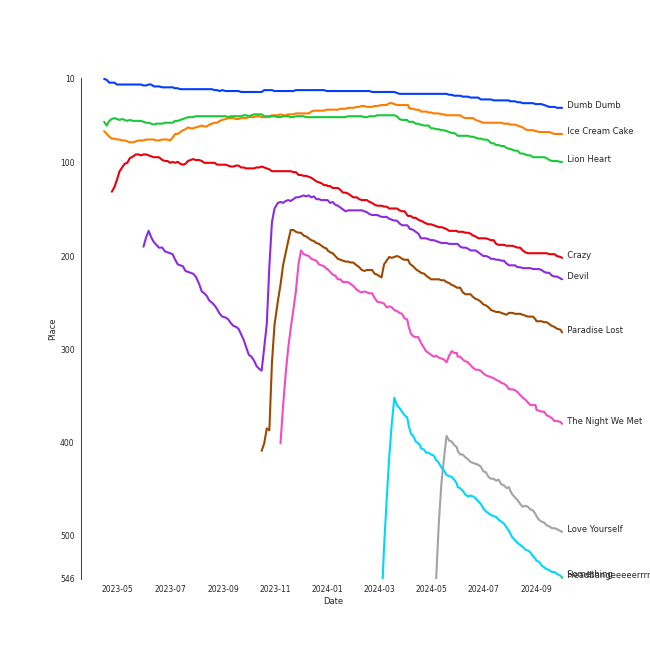 10
100
200
300
400
500
546
Place
2023-05
2023-07
2023-09
2023-11
2024-01
2024-03
2024-05
2024-07
2024-09
Date
Dumb Dumb
Ice Cream Cake
Lion Heart
Crazy
Devil
Paradise Lost
The Night We Met
Love Yourself